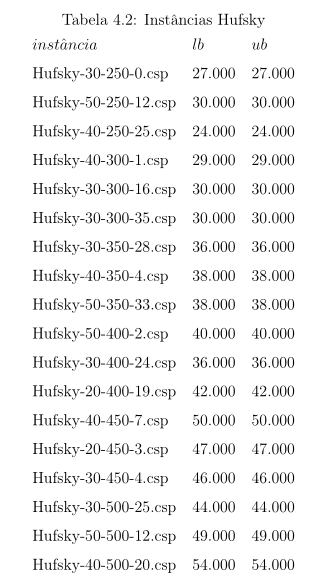 Tabela 4.2: Instâncias Hufsky
instância lb ub
Hufsky-30-250-0.csp 27.000 27.000
Hufsky-50-250-12.csp 30.000 30.000
Hufsky-40-250-25.csp 24.000 24.000
Hufsky-40-300-1.csp 29.000 29.000
Hufsky-30-300-16.csp 30.000 30.000
Hufsky-30-300-35.csp 30.000 30.000
Hufsky-30-350-28.csp 36.000 36.000
Hufsky-40-350-4.csp 38.000 38.000
Hufsky-50-350-33.csp 38.000 38.000
Hufsky-50-400-2.csp 40.000 40.000
Hufsky-30-400-24.csp 36.000 36.000
Hufsky-20-400-19.csp 42.000 42.000
Hufsky-40-450-7.csp 50.000 50.000
Hufsky-20-450-3.csp 47.000 47.000
Hufsky-30-450-4.csp 46.000 46.000
Hufsky-30-500-25.csp 44.000 44.000
Hufsky-50-500-12.csp 49.000 49.000
Hufsky-40-500-20.csp 54.000 54.000